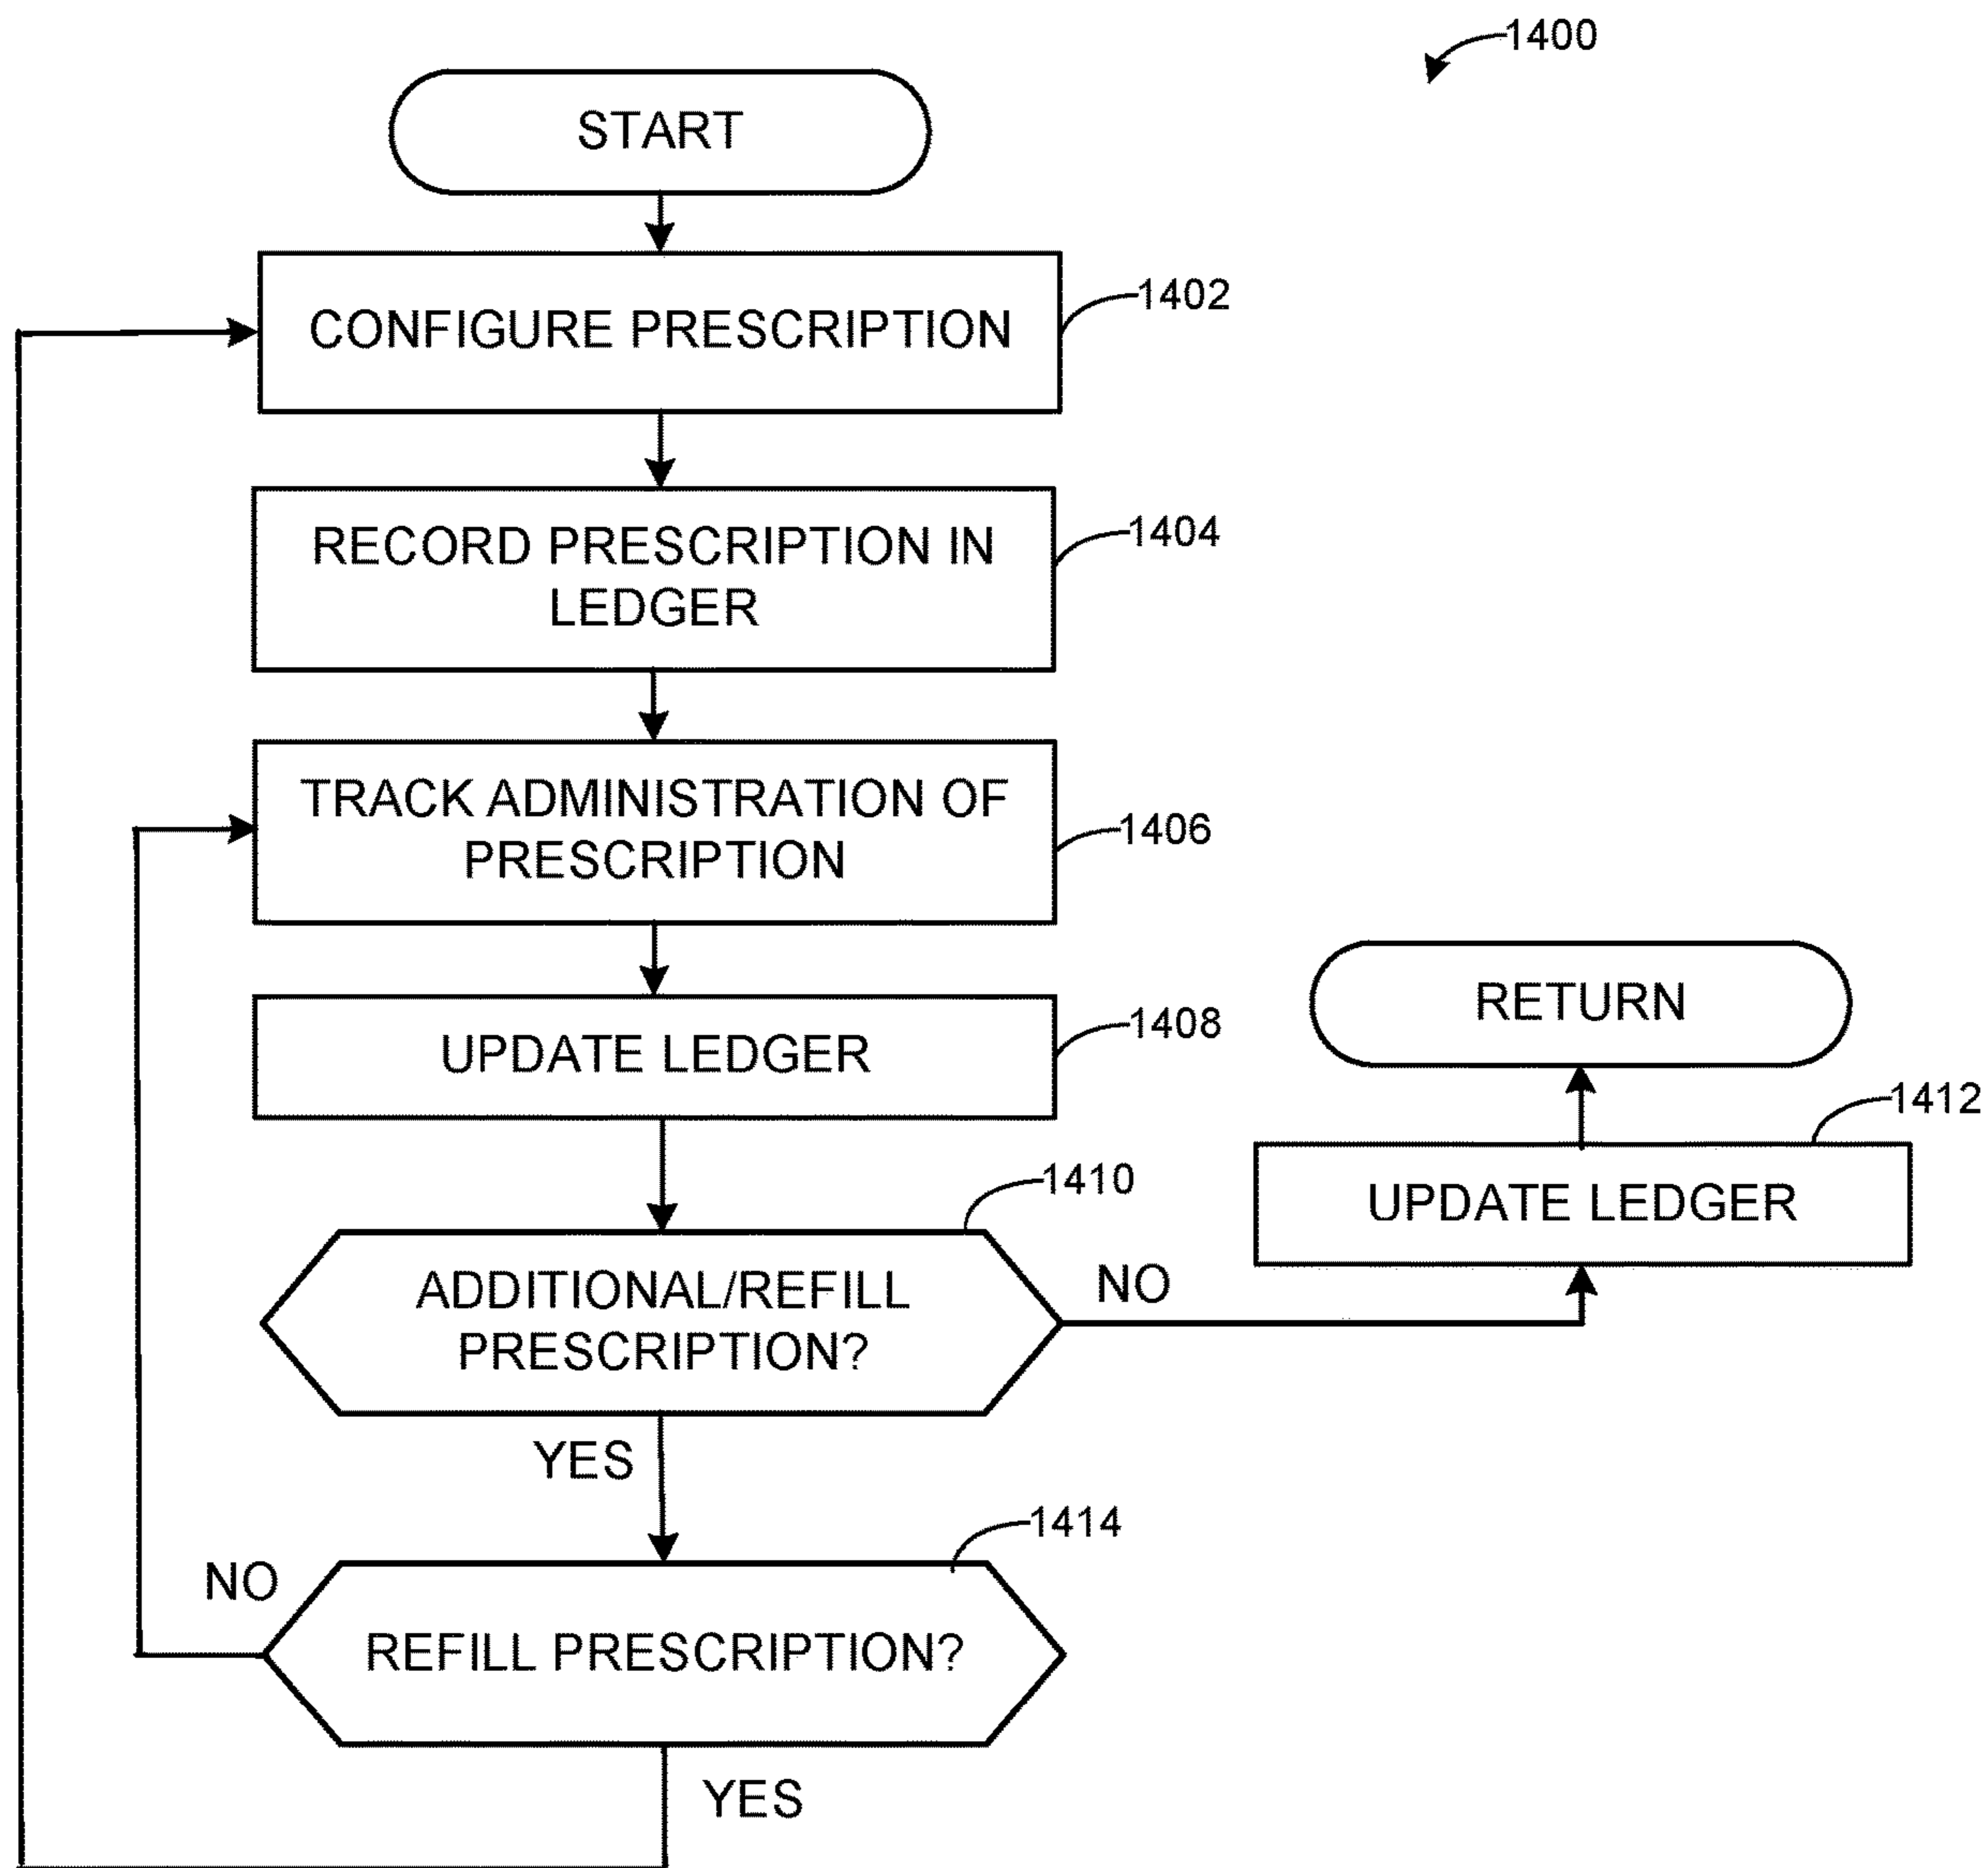 1400
START
CONFIGURE PRESCRIPTION
1402
RECORD PRESCRIPTION IN
LEDGER
1404
TRACK ADMINISTRATION OF
PRESCRIPTION
1406
UPDATE LEDGER
1408
RETURN
1412
UPDATE LEDGER
1410
ADDITIONAL/REFILL
PRESCRIPTION?
NO
YES
1414
NO
REFILL PRESCRIPTION?
YES